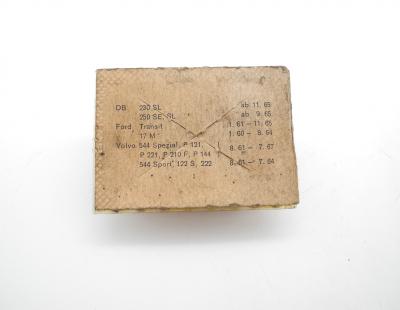 DB 230 SL ab 11. 65
250 SE, SL ab 9. 65
Ford Transit 1. 61 – 11. 65
17 M 1. 60 – 8. 64
Volvo 544 Spezial, P 121,
P 221, P 210 F, P 144 8. 61 – 7. 67
544 Sport, 122 S, 222 8. 61 – 7. 64